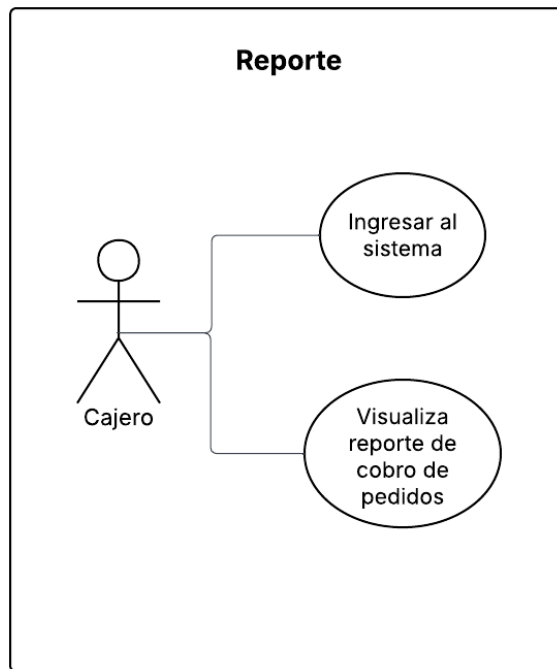 Reporte
Ingresar al
sistema
Cajero
Visualiza
reporte de
cobro de
pedidos